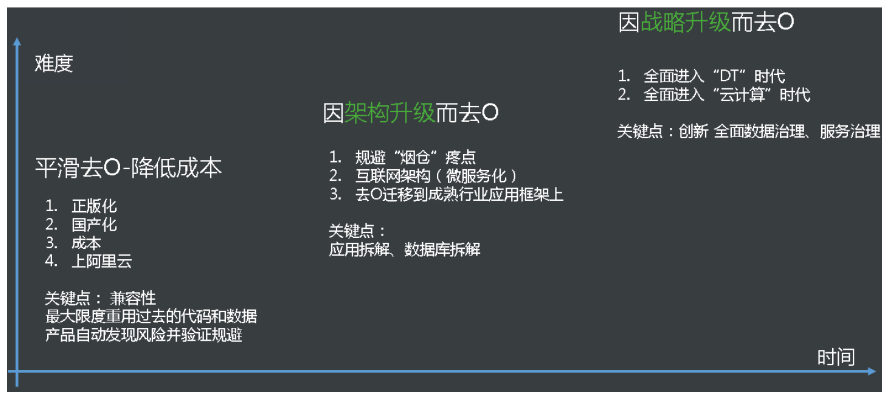 难度
平滑去O-降低成本
1. 正版化
2. 国产化
3. 成本
4. 上阿里云
关键点： 兼容性
最大限度重用过去的代码和数据
产品自动发现风险并验证规避
因架构升级而去O
1. 规避“烟仓”疼点
2. 互联网架构（微服务化）
3. 去O迁移到成熟行业应用框架上
关键点：
应用拆解、数据库拆解
因战略升级而去O
1. 全面进入“DT”时代
2. 全面进入“云计算”时代
关键点：创新 全面数据治理、服务治理
时间